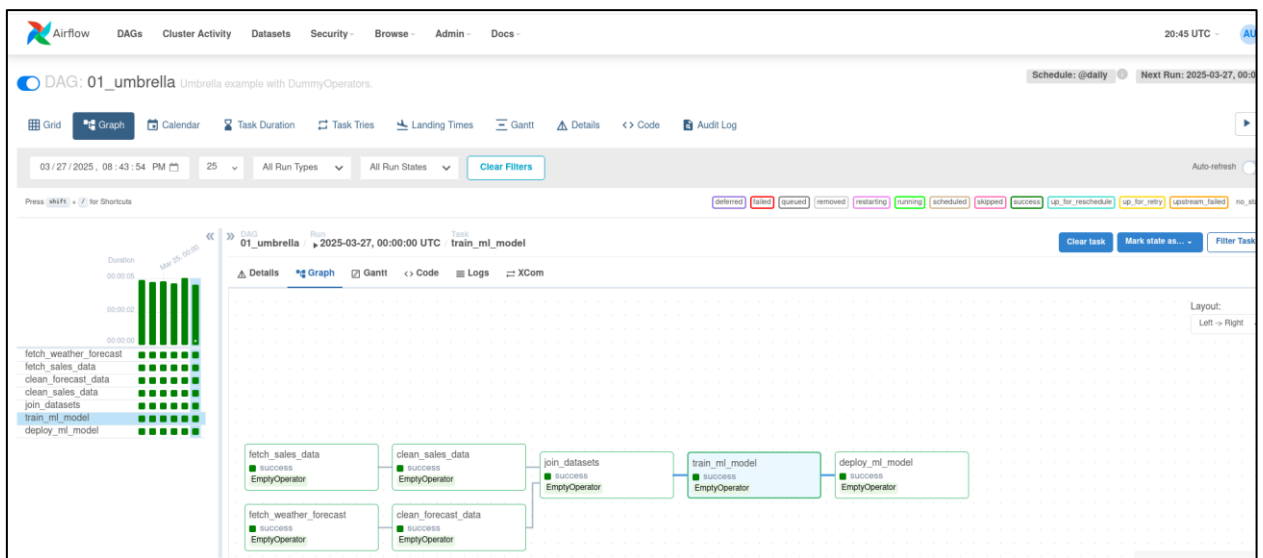 Airflow DAGs Cluster Activity Datasets Security Browse Admin Docs 20:45 UTC AU
DAG: 01_umbrella Umbrella example with DummyOperators. Schedule: @daily Next Run: 2025-03-27, 00:0
Grid Graph Calendar Task Duration Task Tries Landing Times Gantt Details <> Code Audit Log
03/27/2025, 08:43:54 PM 25 All Run Types All Run States Clear Filters Auto-refresh
Press shift + / for Shortcuts deferred failed queued removed restarting running scheduled skipped success up_for_reschedule up_for_retry upstream_failed no_sta
DAG Run Task
01_umbrella / 2025-03-27, 00:00:00 UTC / train_ml_model Clear task Mark state as... Filter Task
Details Graph Gantt <> Code Logs XCom
Duration Mar 25, 00:00
00:00:05
00:00:02
00:00:00
Layout:
Left -> Right
fetch_weather_forecast
fetch_sales_data
clean_forecast_data
clean_sales_data
join_datasets
train_ml_model
deploy_ml_model
fetch_sales_data
success
EmptyOperator
clean_sales_data
success
EmptyOperator
join_datasets
success
EmptyOperator
train_ml_model
success
EmptyOperator
deploy_ml_model
success
EmptyOperator
fetch_weather_forecast
success
EmptyOperator
clean_forecast_data
success
EmptyOperator